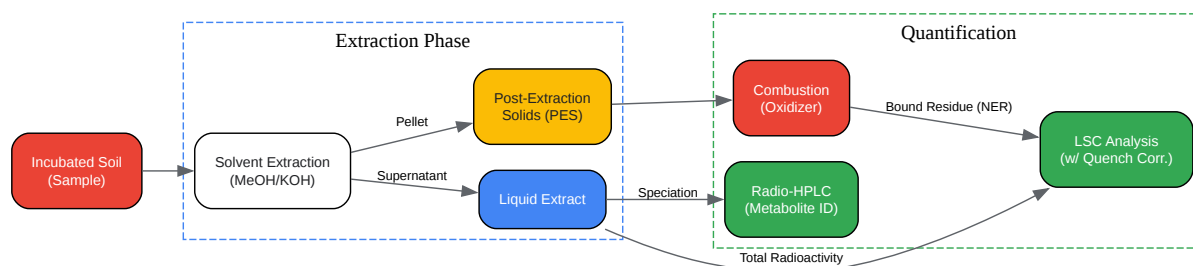 Extraction Phase
Quantification
Incubated Soil
(Sample)
Solvent Extraction
(MeOH/KOH)
Pellet
Supernatant
Post-Extraction
Solids (PES)
Liquid Extract
Speciation
Combustion
(Oxidizer)
Radio-HPLC
(Metabolite ID)
Bound Residue (NER)
Total Radioactivity
LSC Analysis
(w/ Quench Corr.)